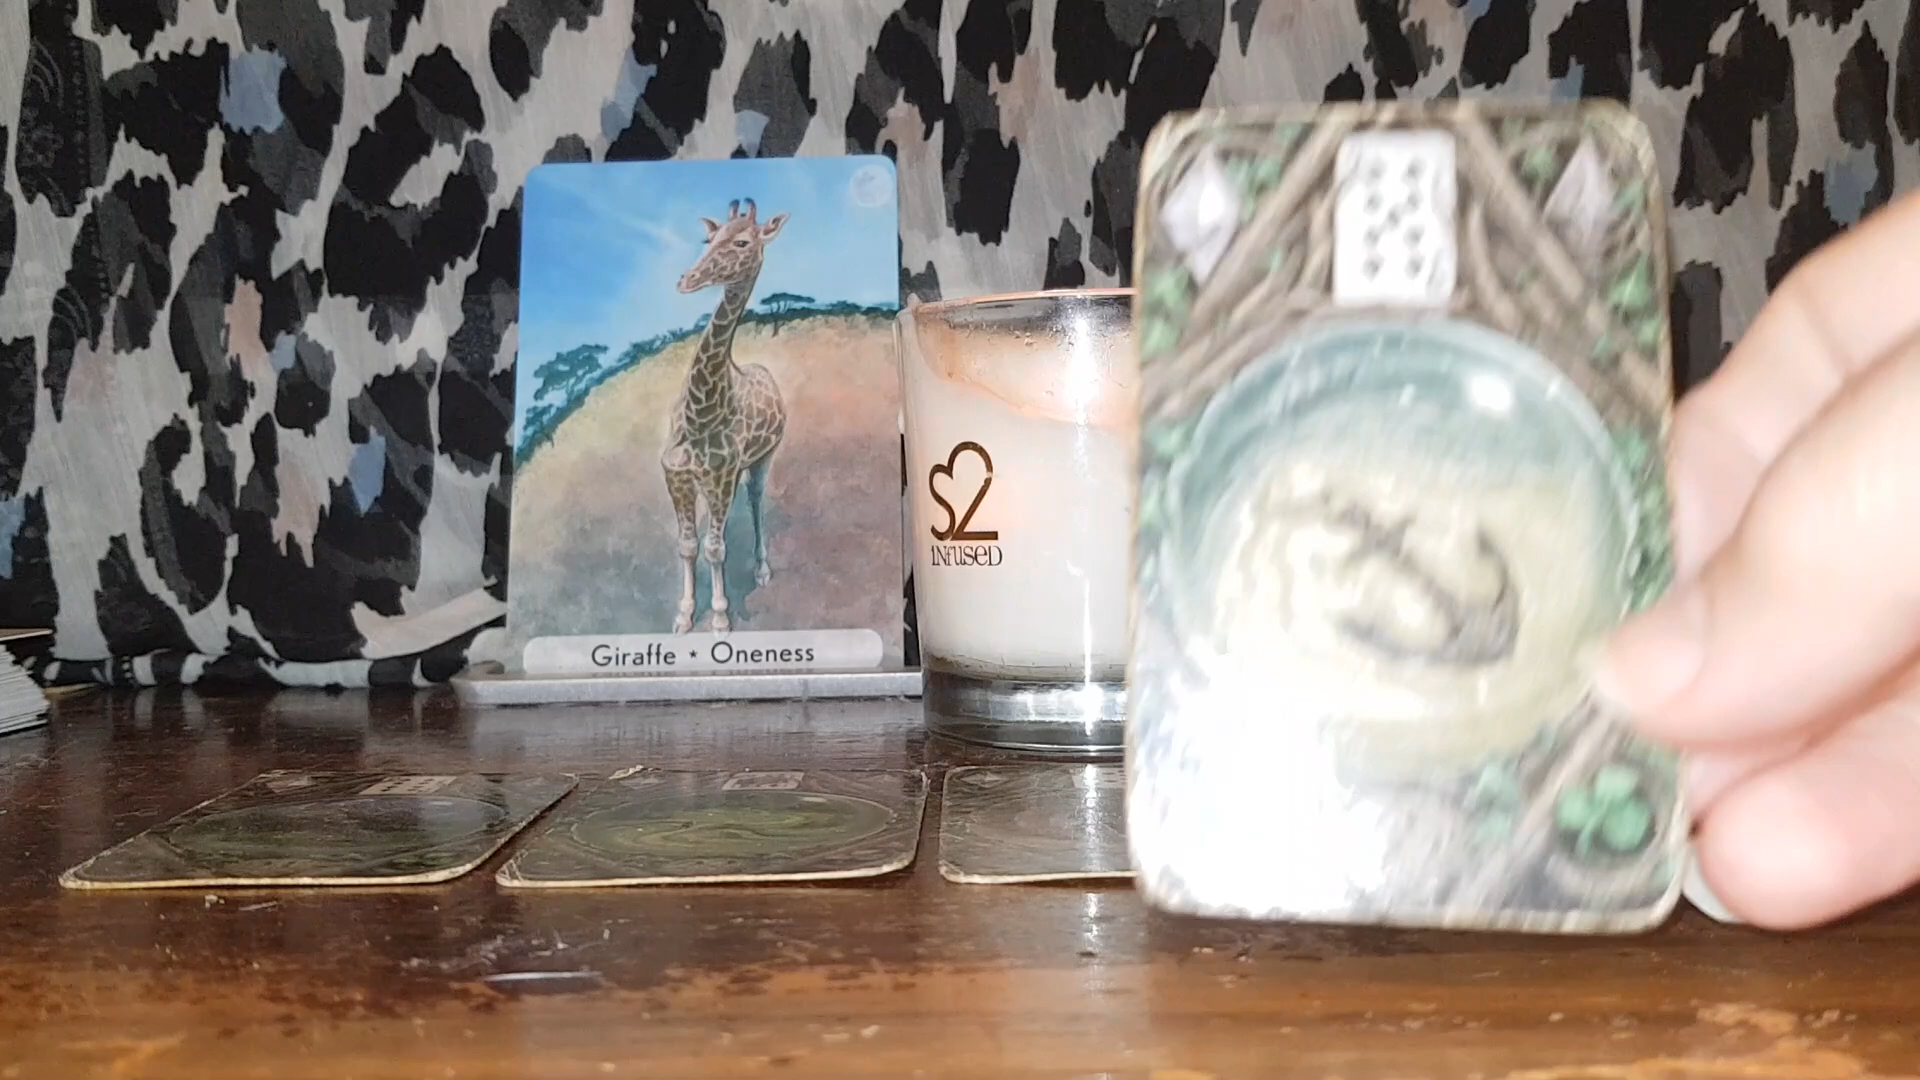 Giraffe ⋆ Oneness
S2
INFUSED